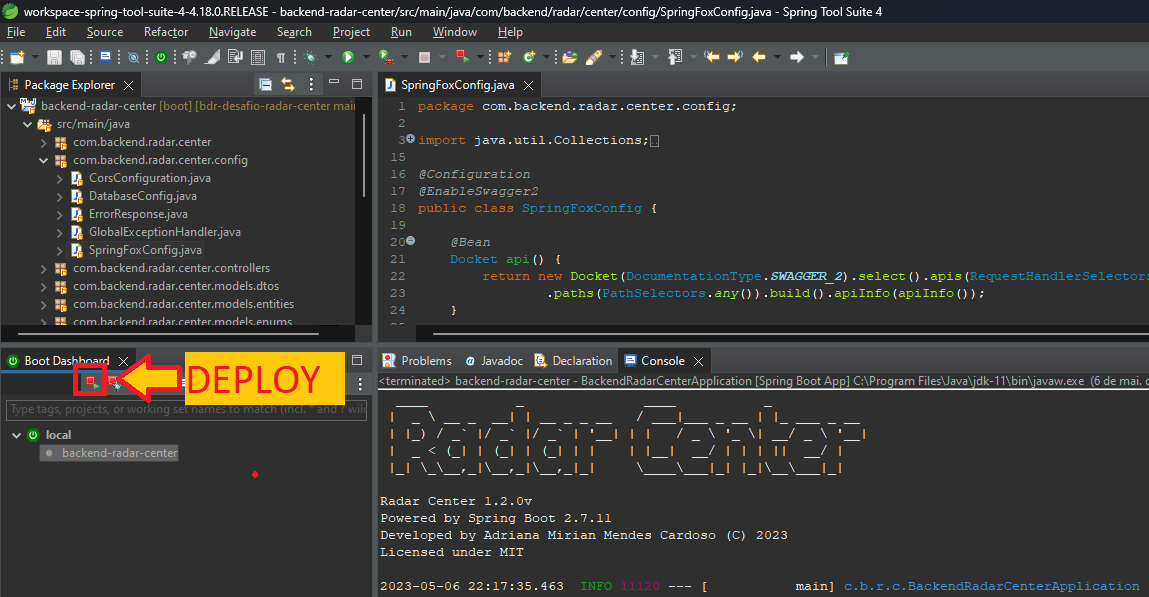 workspace-spring-tool-suite-4-4.18.0.RELEASE - backend-radar-center/src/main/java/com/backend/radar/center/config/SpringFoxConfig.java - Spring Tool Suite 4
File Edit Source Refactor Navigate Search Project Run Window Help
Package Explorer
backend-radar-center [boot] [bdr-desafio-radar-center main
src/main/java
com.backend.radar.center
com.backend.radar.center.config
CorsConfiguration.java
DatabaseConfig.java
ErrorResponse.java
GlobalExceptionHandler.java
SpringFoxConfig.java
com.backend.radar.center.controllers
com.backend.radar.center.models.dtos
com.backend.radar.center.models.entities
com.backend.radar.center.models.enums
SpringFoxConfig.java
1 package com.backend.radar.center.config;
2
3 import java.util.Collections;
15
16 @Configuration
17 @EnableSwagger2
18 public class SpringFoxConfig {
19
20 @Bean
21 Docket api() {
22 return new Docket(DocumentationType.SWAGGER_2).select().apis(RequestHandlerSelectors
23 .paths(PathSelectors.any()).build().apiInfo(apiInfo());
24 }
Boot Dashboard
DEPLOY
Type tags, projects, or working set names to match (incl. * and ? wild
local
backend-radar-center
Problems Javadoc Declaration Console
<terminated> backend-radar-center - BackendRadarCenterApplication [Spring Boot App] C:\Program Files\Java\jdk-11\bin\javaw.exe (6 de mai.
Radar Center
Radar Center 1.2.0v
Powered by Spring Boot 2.7.11
Developed by Adriana Mirian Mendes Cardoso (C) 2023
Licensed under MIT
2023-05-06 22:17:35.463 INFO 11120 --- [ main] c.b.r.c.BackendRadarCenterApplication